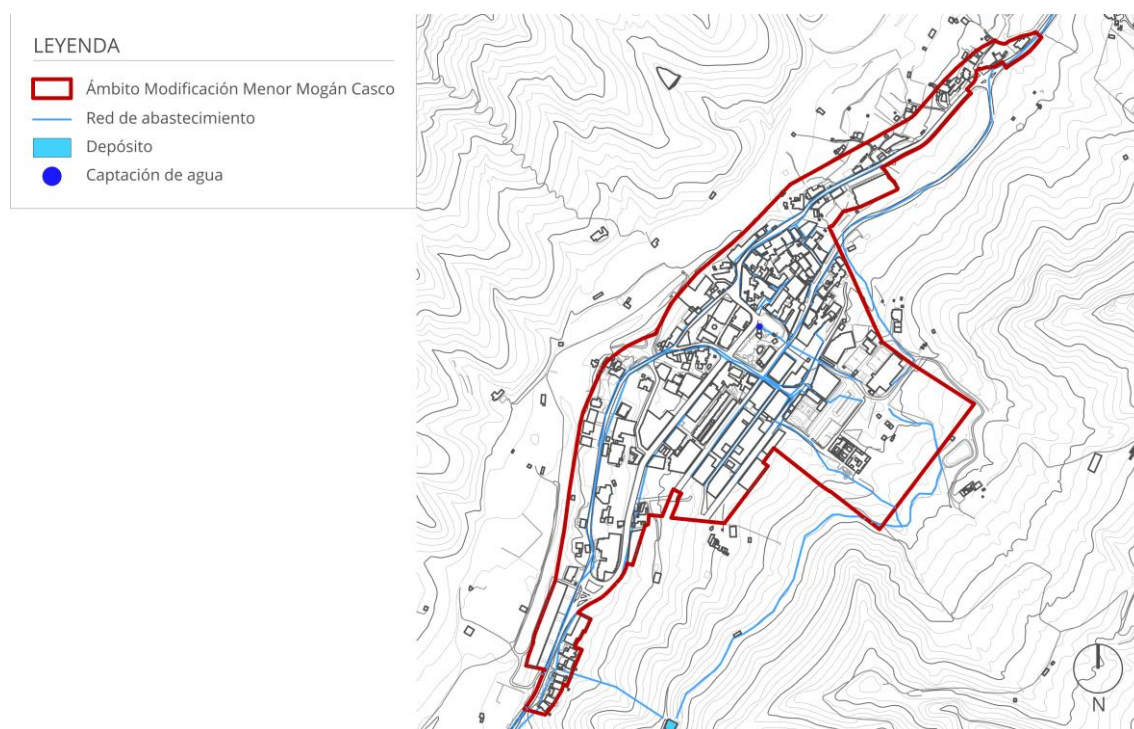 LEYENDA
Ámbito Modificación Menor Mogán Casco
Red de abastecimiento
Depósito
Captación de agua
N